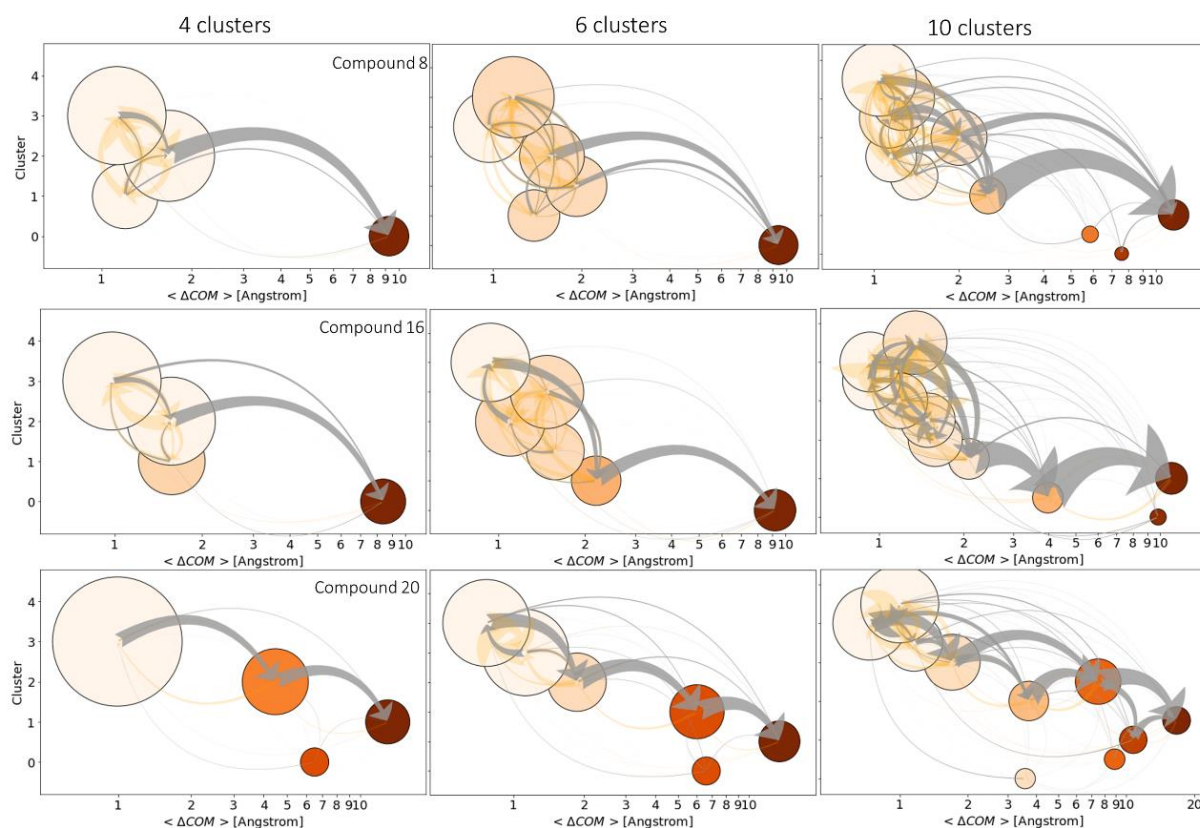 4 clusters 6 clusters 10 clusters
Compound 8
4
3
2
1
0
Cluster
1 2 3 4 5 6 7 8 9 10
< ΔCOM > [Angstrom]
1 2 3 4 5 6 7 8 9 10
< ΔCOM > [Angstrom]
1 2 3 4 5 6 7 8 9 10
< ΔCOM > [Angstrom]
Compound 16
4
3
2
1
0
Cluster
1 2 3 4 5 6 7 8 9 10
< ΔCOM > [Angstrom]
1 2 3 4 5 6 7 8 9 10
< ΔCOM > [Angstrom]
1 2 3 4 5 6 7 8 9 10
< ΔCOM > [Angstrom]
Compound 20
4
3
2
1
0
Cluster
1 2 3 4 5 6 7 8 9 10
< ΔCOM > [Angstrom]
1 2 3 4 5 6 7 8 9 10
< ΔCOM > [Angstrom]
1 2 3 4 5 6 7 8 9 10 20
< ΔCOM > [Angstrom]